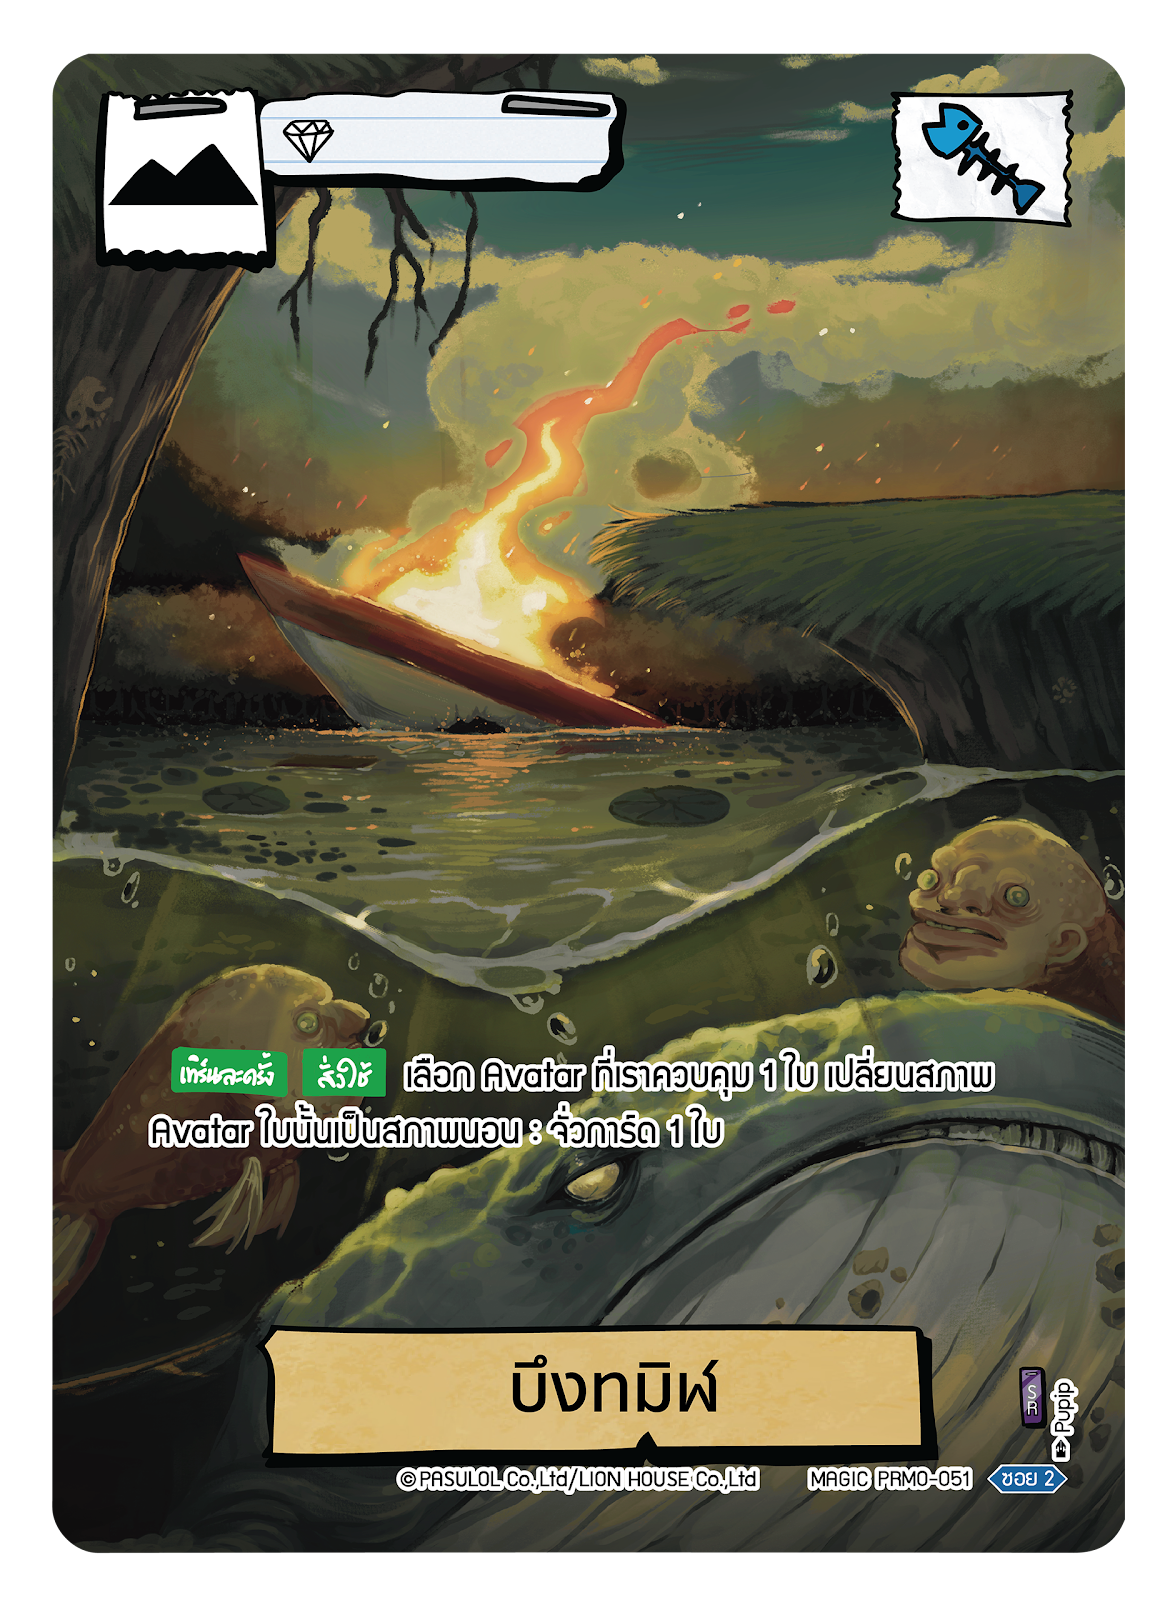 เทิร์นละครั้ง สั่งใช้ เลือก Avatar ที่เราควบคุม 1 ใบ เปลี่ยนสภาพ
Avatar ใบนั้นเป็นสภาพนอน : จั่วการ์ด 1 ใบ
บึงทมิฬ
SR
Pupip
©PASULOL Co.,Ltd/LION HOUSE Co.,Ltd MAGIC PRMO-051 ซอย 2